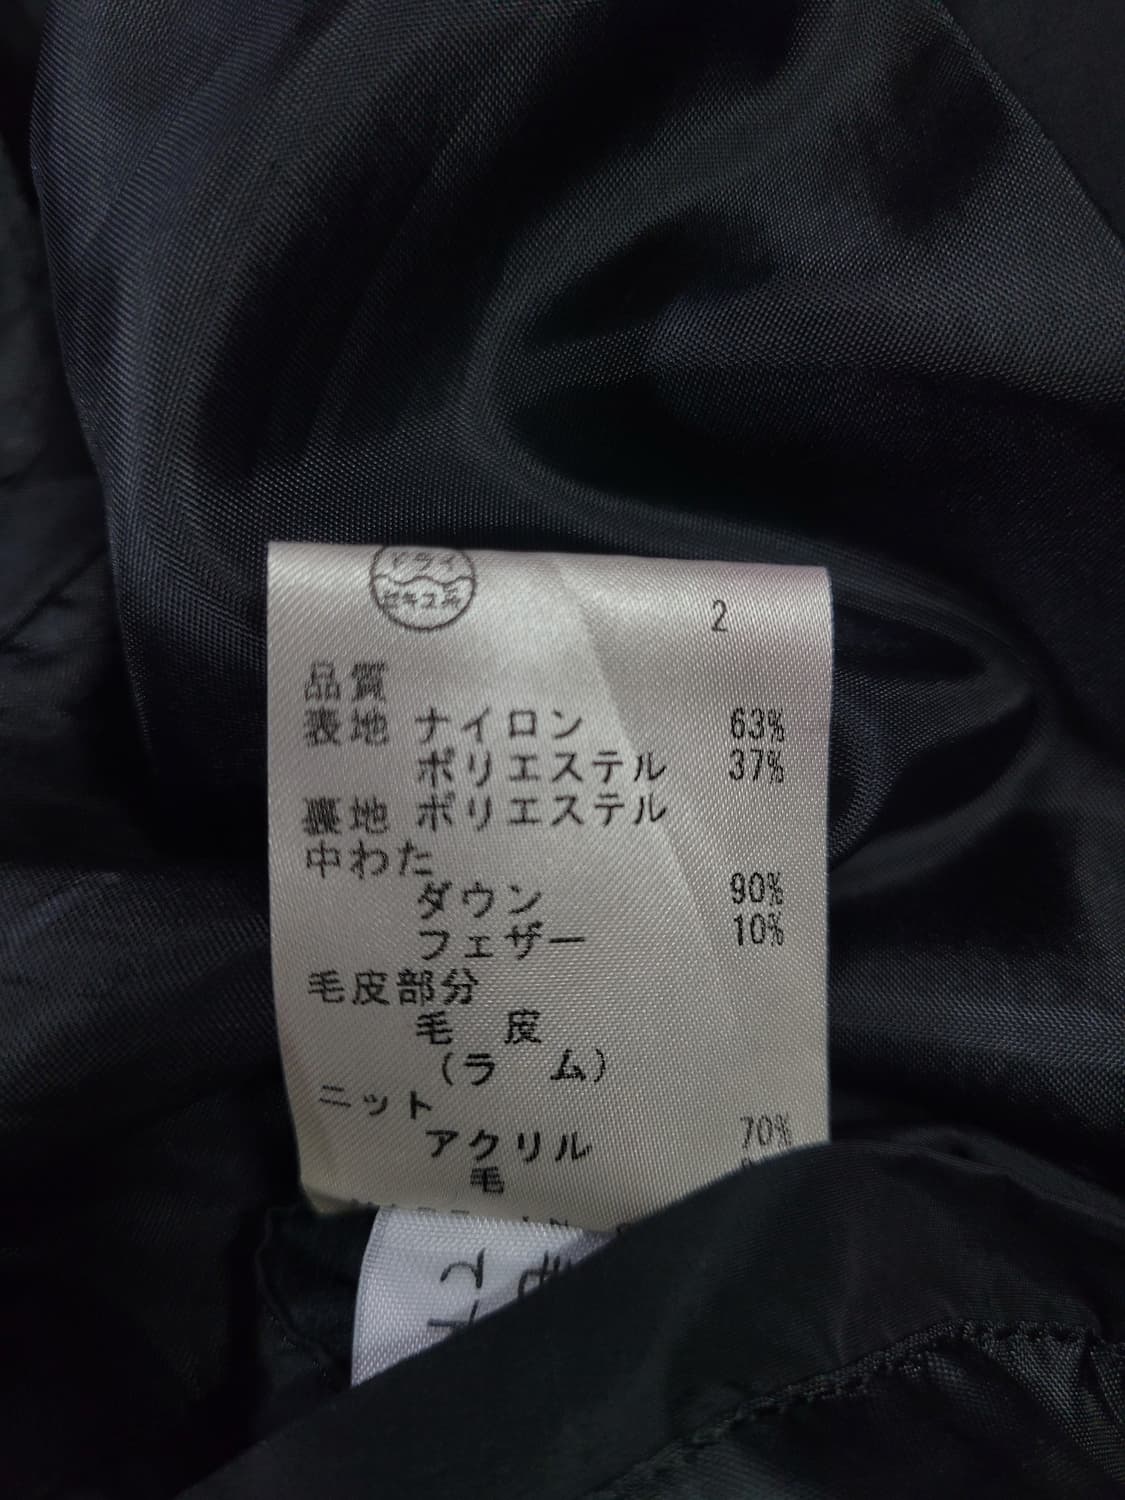 ドライ
セキユ系
2
品質
表地 ナイロン 63%
ポリエステル 37%
裏地 ポリエステル
中わた
ダウン 90%
フェザー 10%
毛皮部分
毛 皮
(ラ ム)
ニット
アクリル 70%
毛